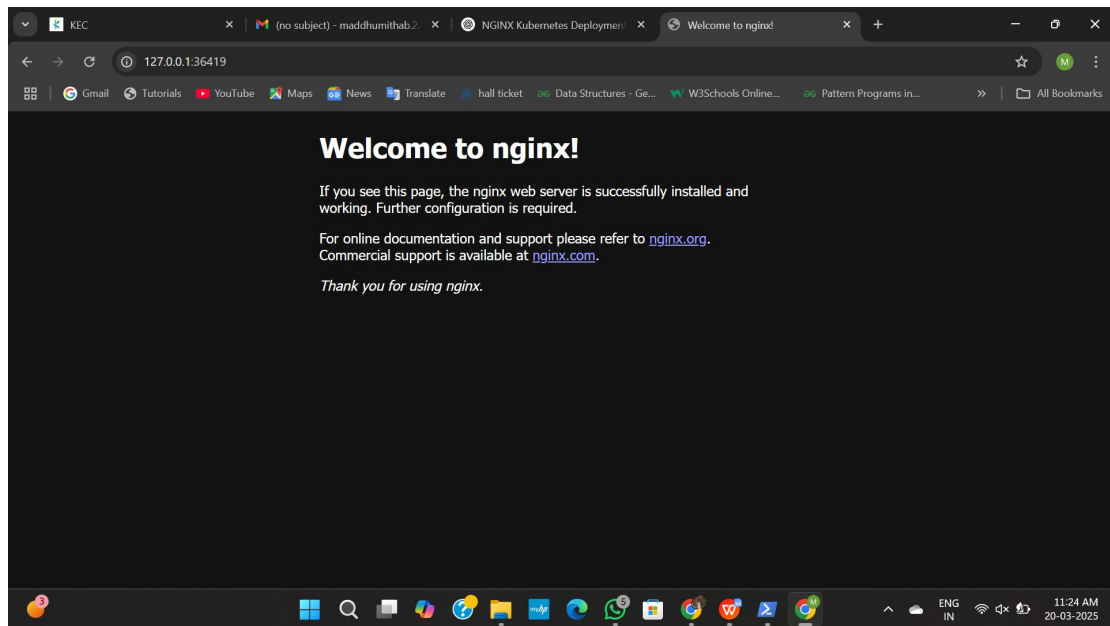 KEC
(no subject) - maddhumithab.2
NGINX Kubernetes Deployment
Welcome to nginx!
127.0.0.1:36419
M
Gmail
Tutorials
YouTube
Maps
News
Translate
hall ticket
Data Structures - Ge...
W3Schools Online...
Pattern Programs in...
All Bookmarks
Welcome to nginx!
If you see this page, the nginx web server is successfully installed and
working. Further configuration is required.
For online documentation and support please refer to nginx.org.
Commercial support is available at nginx.com.
Thank you for using nginx.
3
5
ENG
IN
11:24 AM
20-03-2025